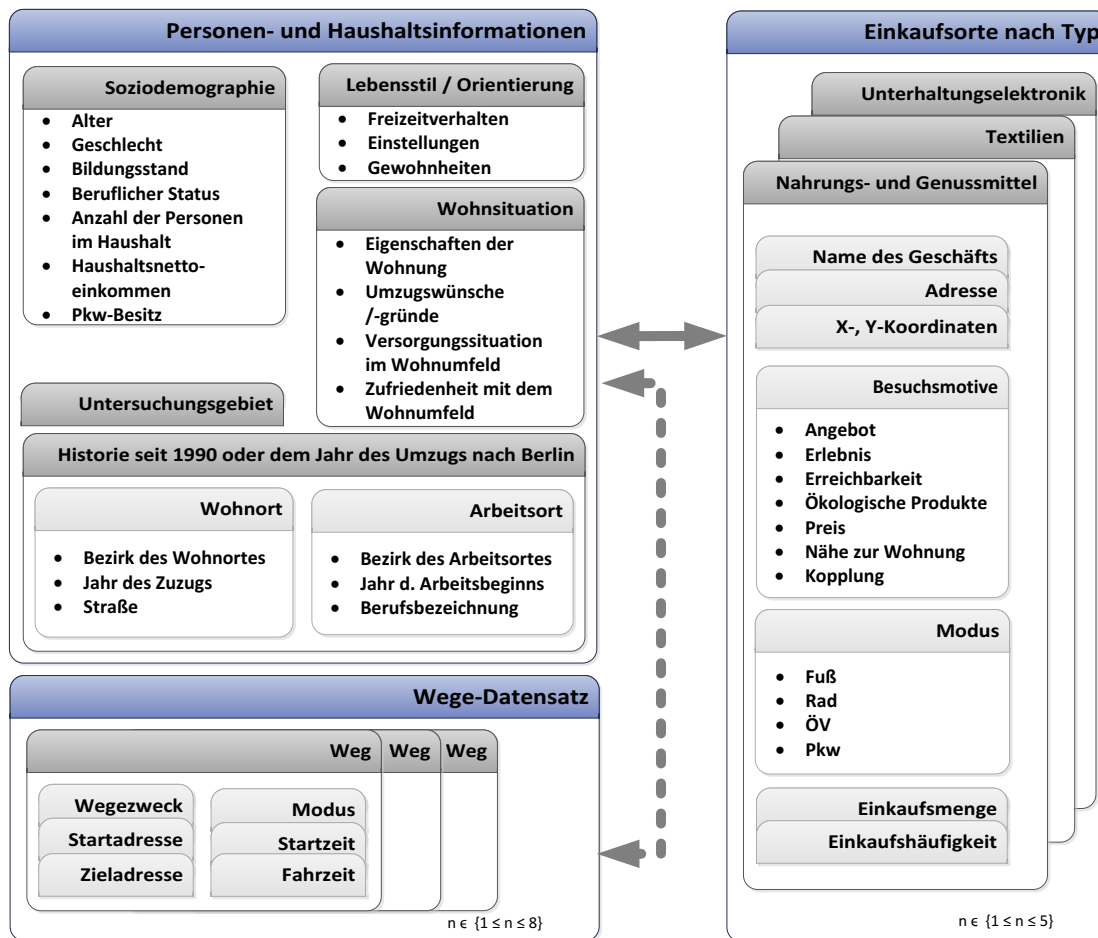 Personen- und Haushaltsinformationen
Soziodemographie
• Alter
• Geschlecht
• Bildungsstand
• Beruflicher Status
• Anzahl der Personen
im Haushalt
• Haushaltsnetto-
einkommen
• Pkw-Besitz
Lebensstil / Orientierung
• Freizeitverhalten
• Einstellungen
• Gewohnheiten
Wohnsituation
• Eigenschaften der
Wohnung
• Umzugswünsche
/-gründe
• Versorgungssituation
im Wohnumfeld
• Zufriedenheit mit dem
Wohnumfeld
Untersuchungsgebiet
Historie seit 1990 oder dem Jahr des Umzugs nach Berlin
Wohnort
• Bezirk des Wohnortes
• Jahr des Zuzugs
• Straße
Arbeitsort
• Bezirk des Arbeitsortes
• Jahr d. Arbeitsbeginns
• Berufsbezeichnung
Wege-Datensatz
Weg
Weg
Weg
Wegezweck
Startadresse
Zieladresse
Modus
Startzeit
Fahrzeit
n ϵ {1 ≤ n ≤ 8}
Einkaufsorte nach Typ
Unterhaltungselektronik
Textilien
Nahrungs- und Genussmittel
Name des Geschäfts
Adresse
X-, Y-Koordinaten
Besuchsmotive
• Angebot
• Erlebnis
• Erreichbarkeit
• Ökologische Produkte
• Preis
• Nähe zur Wohnung
• Kopplung
Modus
• Fuß
• Rad
• ÖV
• Pkw
Einkaufsmenge
Einkaufshäufigkeit
n ϵ {1 ≤ n ≤ 5}